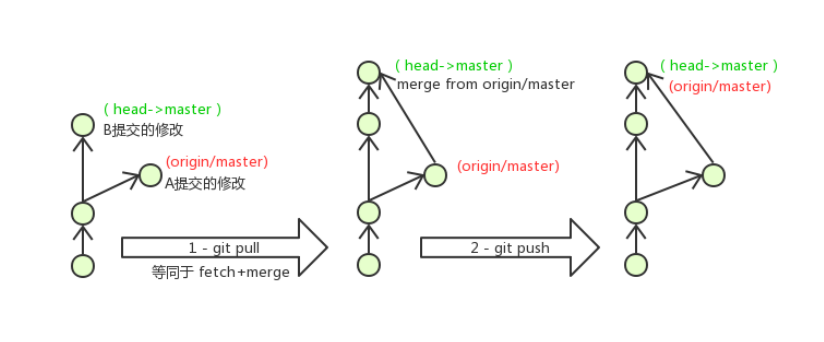 ( head->master )
B提交的修改
(origin/master)
A提交的修改
1 - git pull
等同于 fetch+merge
( head->master )
merge from origin/master
(origin/master)
2 - git push
( head->master )
(origin/master)